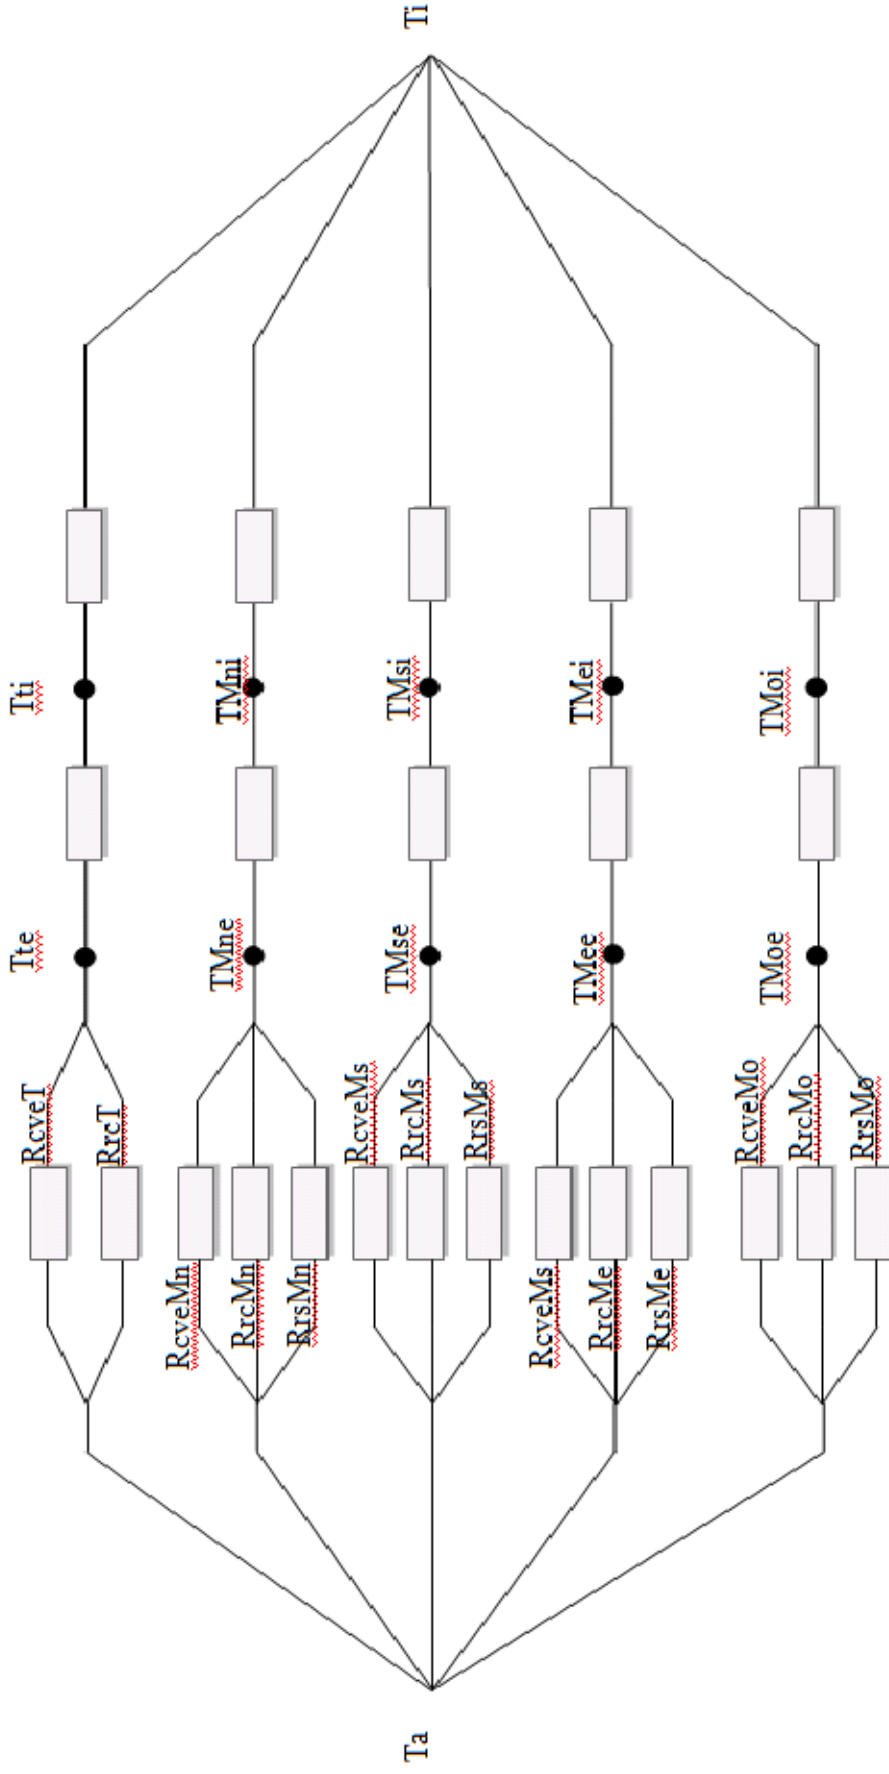 Ti
Tti
TMni
TMsi
TMei
TMoi
Tte
TMne
TMse
TMee
TMoe
RcveT
RrcT
RcveMn
RrcMn
RrsMn
RcveMs
RrcMs
RrsMs
RcveMs
RrcMe
RrsMe
RcveMo
RrcMo
RrsMo
Ta